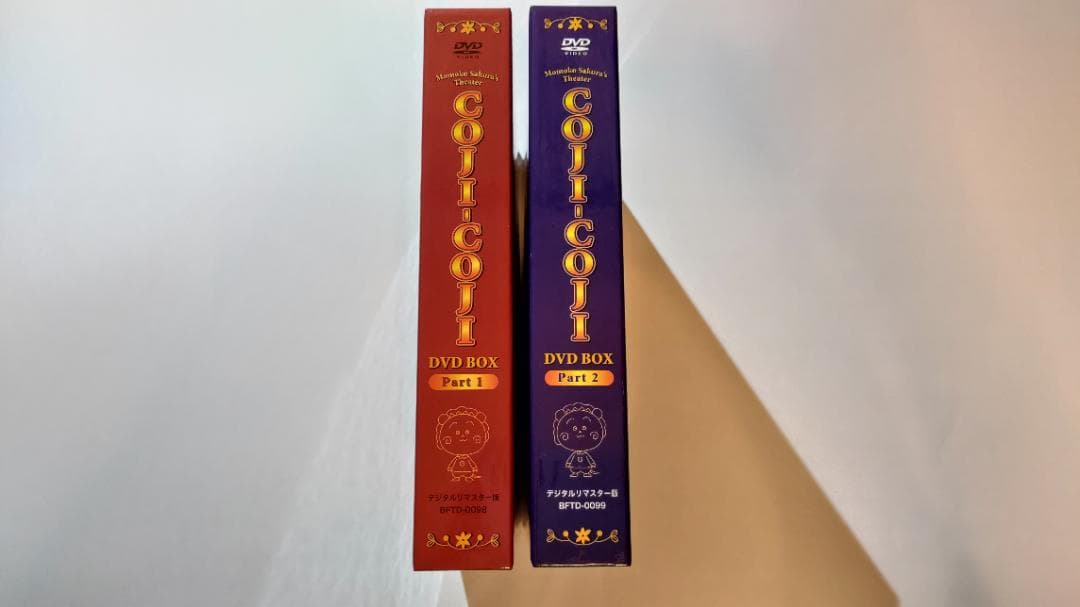 DVD
VIDEO
Momoko Sakura's
Theater
COJI-COJI
DVD BOX
Part 1
デジタルリマスター版
BFTD-0098
DVD
VIDEO
Momoko Sakura's
Theater
COJI-COJI
DVD BOX
Part 2
デジタルリマスター版
BFTD-0099